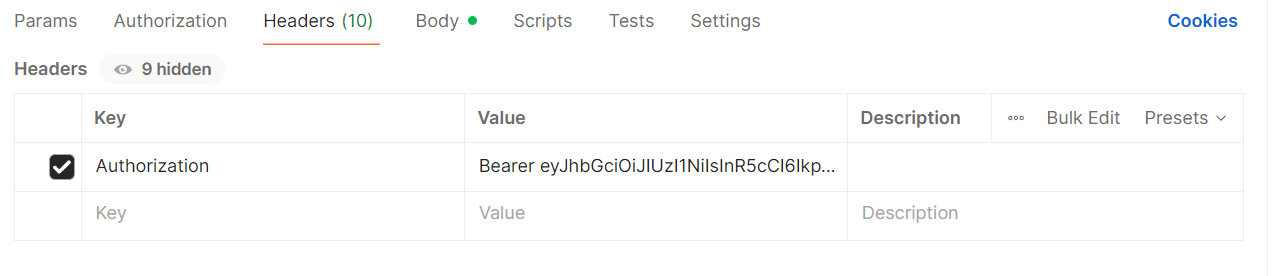 Params Authorization Headers (10) Body Scripts Tests Settings Cookies
Headers 9 hidden
Key Value Description Bulk Edit Presets
Authorization Bearer eyJhbGciOiJIUzI1NiIsInR5cCI6Ikp...
Key Value Description